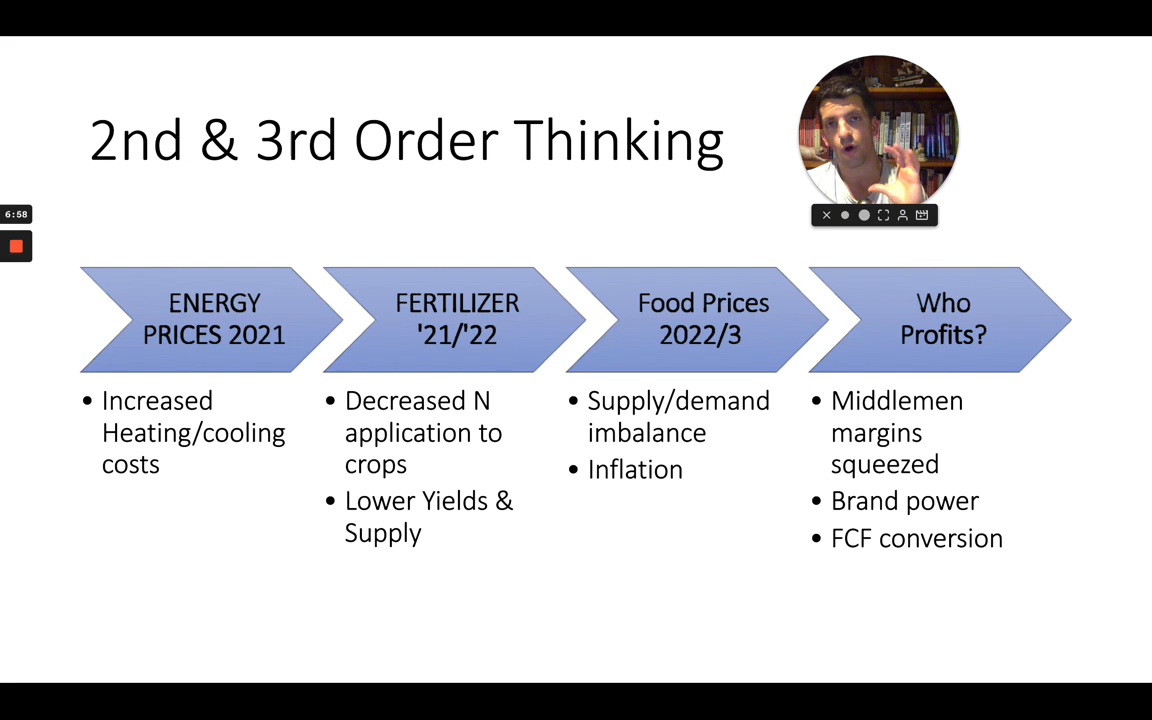 2nd & 3rd Order Thinking
6:58
ENERGY
PRICES 2021
• Increased
Heating/cooling
costs
FERTILIZER
'21/'22
• Decreased N
application to
crops
• Lower Yields &
Supply
Food Prices
2022/3
• Supply/demand
imbalance
• Inflation
Who
Profits?
• Middlemen
margins
squeezed
• Brand power
• FCF conversion